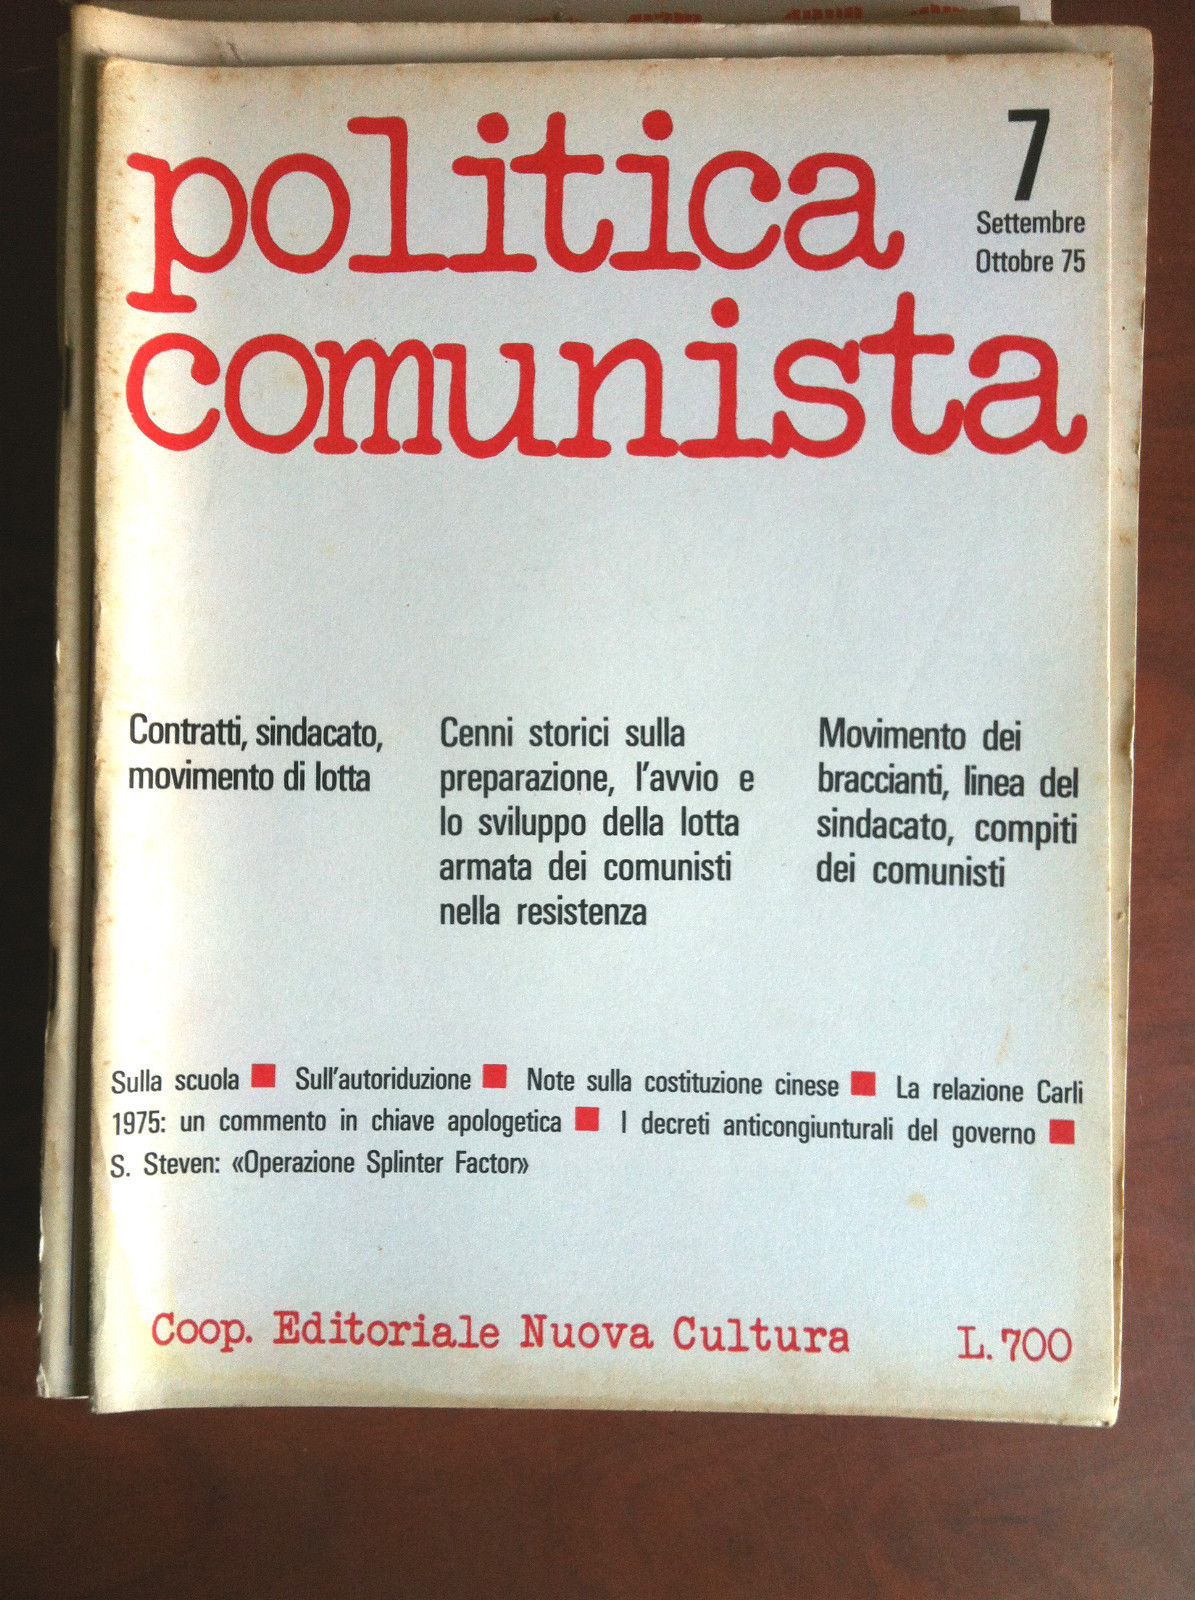 politica
comunista
7
Settembre
Ottobre 75
Contratti, sindacato,
movimento di lotta
Cenni storici sulla
preparazione, l'avvio e
lo sviluppo della lotta
armata dei comunisti
nella resistenza
Movimento dei
braccianti, linea del
sindacato, compiti
dei comunisti
Sulla scuola ■ Sull'autoriduzione ■ Note sulla costituzione cinese ■ La relazione Carli
1975: un commento in chiave apologetica ■ I decreti anticongiunturali del governo ■
S. Steven: «Operazione Splinter Factor»
Coop. Editoriale Nuova Cultura
L. 700